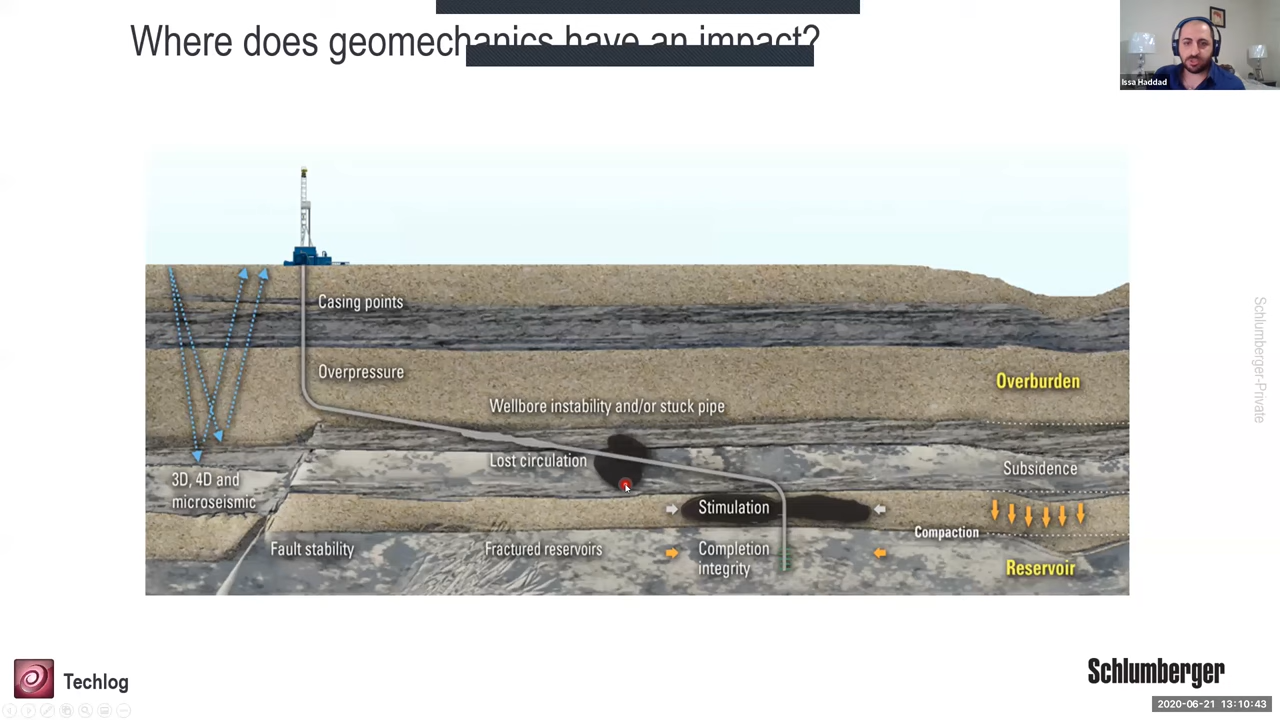 Where does geomechanics have an impact?
Issa Haddad
Casing points
Overpressure
Overburden
Wellbore instability and/or stuck pipe
Lost circulation
Subsidence
3D, 4D and
microseismic
Stimulation
Compaction
Fault stability
Fractured reservoirs
Completion
integrity
Reservoir
Schlumberger-Private
Techlog
Schlumberger
2020-06-21 13:10:43